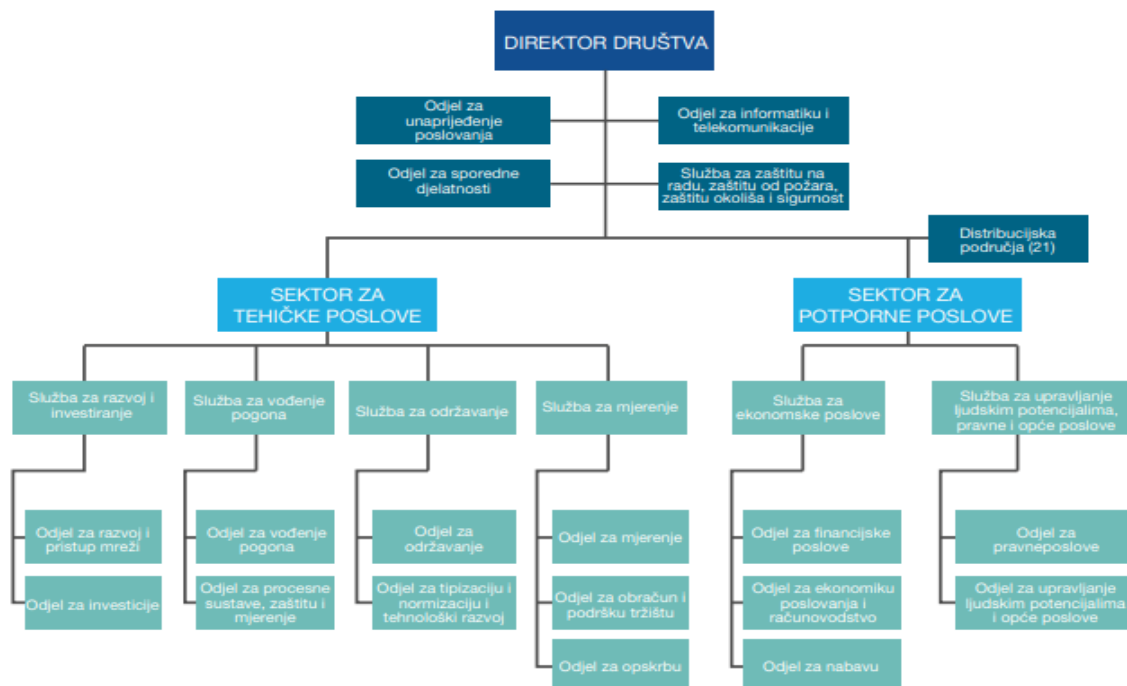 DIREKTOR DRUŠTVA
Odjel za
unaprijeđenje
poslovanja
Odjel za informatiku i
telekomunikacije
Odjel za sporedne
djelatnosti
Služba za zaštitu na
radu, zaštitu od požara,
zaštitu okoliša i sigurnost
Distribucijska
područja (21)
SEKTOR ZA
TEHIČKE POSLOVE
SEKTOR ZA
POTPORNE POSLOVE
Služba za razvoj i
investiranje
Služba za vođenje
pogona
Služba za održavanje
Služba za mjerenje
Služba za
ekonomske poslove
Služba za upravljanje
ljudskim potencijalima,
pravne i opće poslove
Odjel za razvoj i
pristup mreži
Odjel za vođenje
pogona
Odjel za
održavanje
Odjel za mjerenje
Odjel za financijske
poslove
Odjel za
pravneposlove
Odjel za investicije
Odjel za procesne
sustave, zaštitu i
mjerenje
Odjel za tipizaciju i
normizaciju i
tehnološki razvoj
Odjel za obračun i
podršku tržištu
Odjel za ekonomiku
poslovanja i
računovodstvo
Odjel za upravljanje
ljudskim potencijalima
i opće poslove
Odjel za opskrbu
Odjel za nabavu